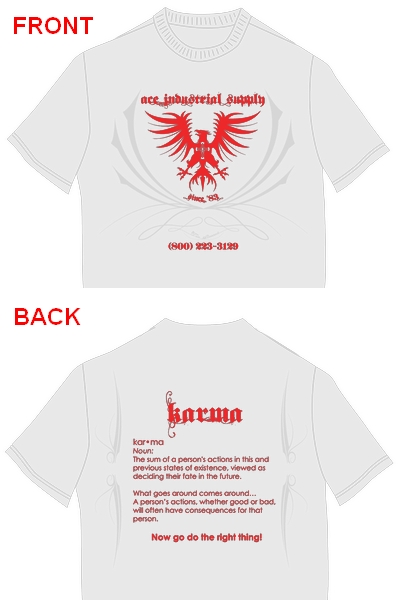 FRONT
ace industrial supply
since '83
(800) 223-3129
BACK
karma
kar•ma
Noun:
The sum of a person's actions in this and
previous states of existence, viewed as
deciding their fate in the future.
What goes around comes around...
A person's actions, whether good or bad,
will often have consequences for that
person.
Now go do the right thing!